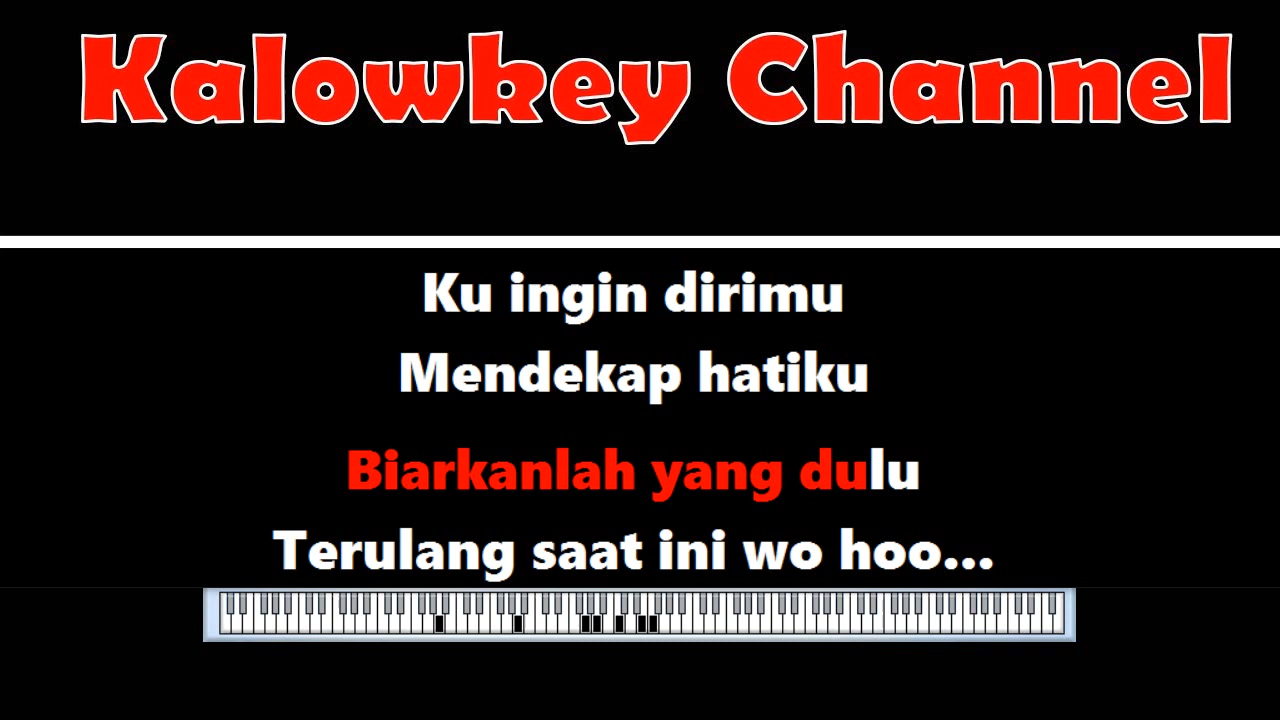 Kalowkey Channel
Ku ingin dirimu
Mendekap hatiku
Biarkanlah yang dulu
Terulang saat ini wo hoo...